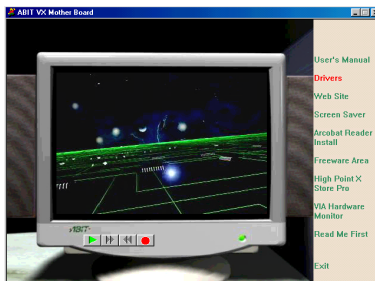 ABIT VX Mother Board
User's Manual
Drivers
Web Site
Screen Saver
Arcobat Reader
Install
Freeware Area
High Point X
Store Pro
VIA Hardware
Monitor
Read Me First
Exit
ABIT